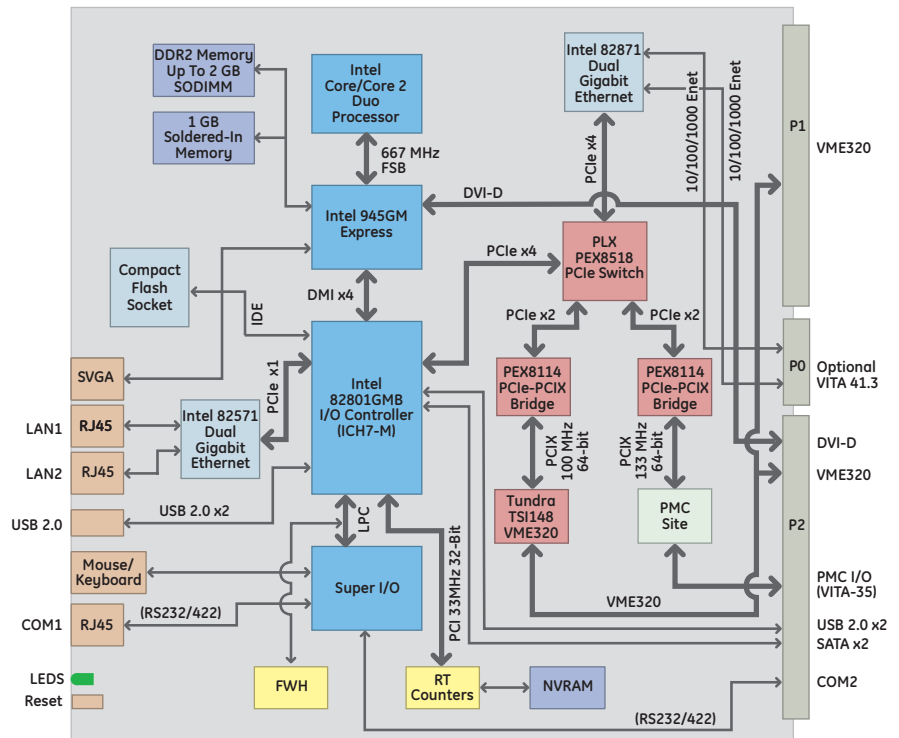 DDR2 Memory
Up To 2 GB
SODIMM
1 GB
Soldered-In
Memory
Intel
Core/Core 2
Duo
Processor
667 MHz
FSB
Intel 82871
Dual
Gigabit
Ethernet
10/100/1000 Enet
10/100/1000 Enet
P1
VME320
PCIe x4
DVI-D
Intel 945GM
Express
PLX
PEX8518
PCIe Switch
PCIe x4
Compact
Flash
Socket
IDE
DMI x4
PCIe x2
PCIe x2
P0
Optional
VITA 41.3
SVGA
PCIe x1
Intel
82801GMB
I/O Controller
(ICH7-M)
PEX8114
PCIe-PCIX
Bridge
PEX8114
PCIe-PCIX
Bridge
LAN1
RJ45
Intel 82571
Dual
Gigabit
Ethernet
LAN2
RJ45
PCIX
100 MHz
64-bit
PCIX
133 MHz
64-bit
DVI-D
VME320
USB 2.0
USB 2.0 x2
LPC
PCI 33MHz 32-Bit
Tundra
TSI148
VME320
PMC
Site
P2
Mouse/
Keyboard
Super I/O
VME320
PMC I/O
(VITA-35)
COM1
RJ45
(RS232/422)
USB 2.0 x2
SATA x2
LEDS
Reset
FWH
RT
Counters
NVRAM
COM2
(RS232/422)